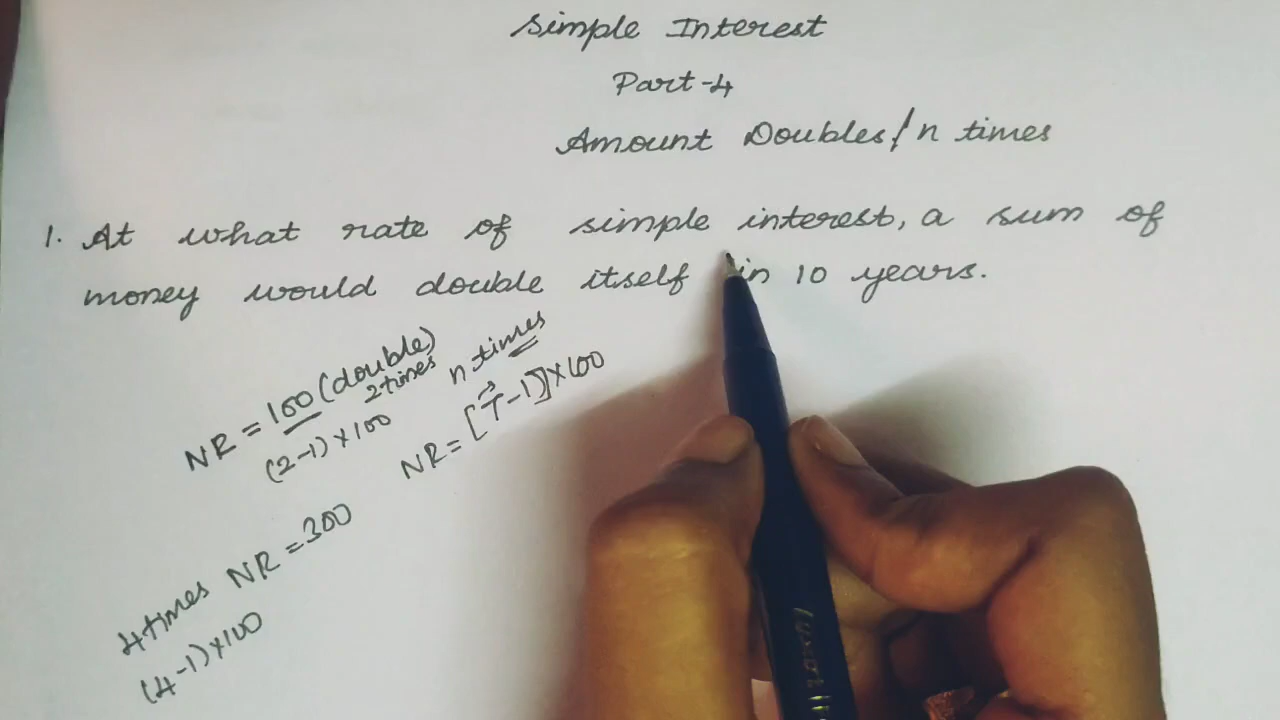 Simple Interest
Part-4
Amount Doubles/n times
1. At what rate of simple interest, a sum of
money would double itself in 10 years.
NR = 100 (double)
2 times
(2-1)×100
n times
NR = [T-1]×100
4 times NR = 300
(4-1)×100